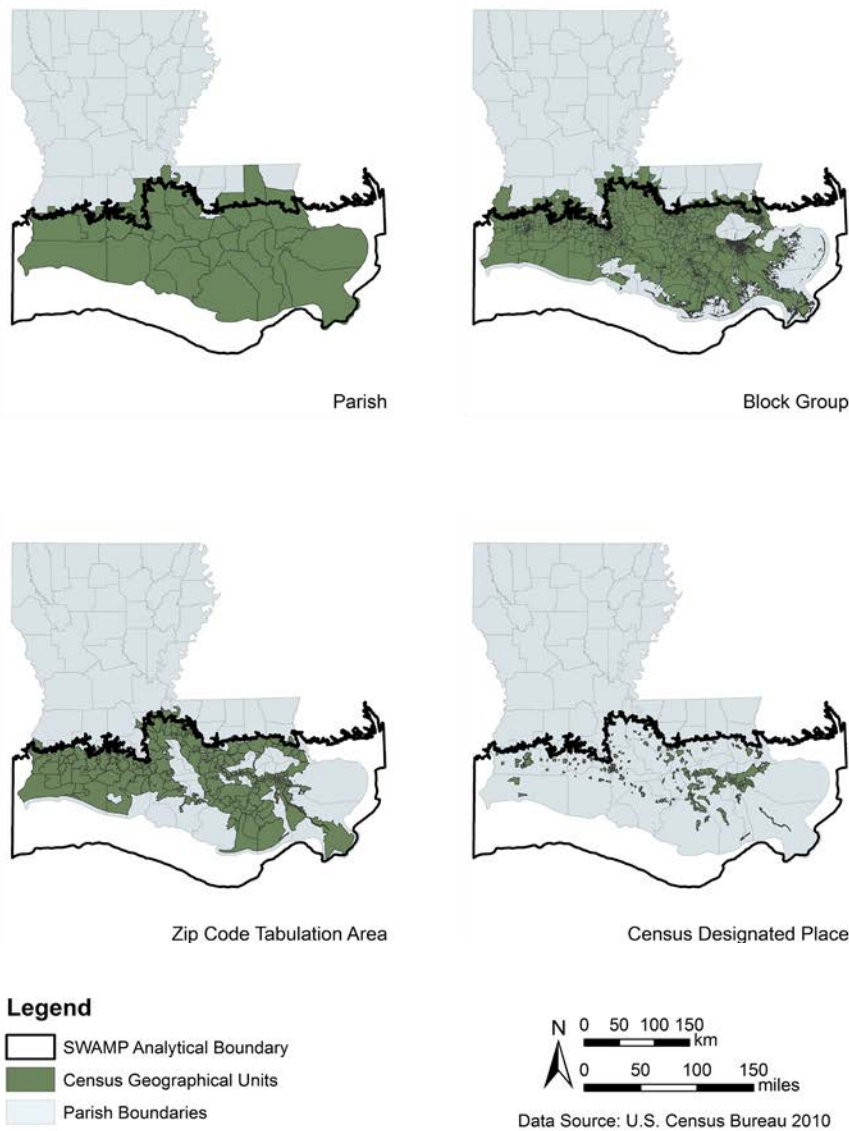 Parish
Block Group
Zip Code Tabulation Area
Census Designated Place
Legend
SWAMP Analytical Boundary
Census Geographical Units
Parish Boundaries
N
0 50 100 150
km
0 50 100 150
miles
Data Source: U.S. Census Bureau 2010